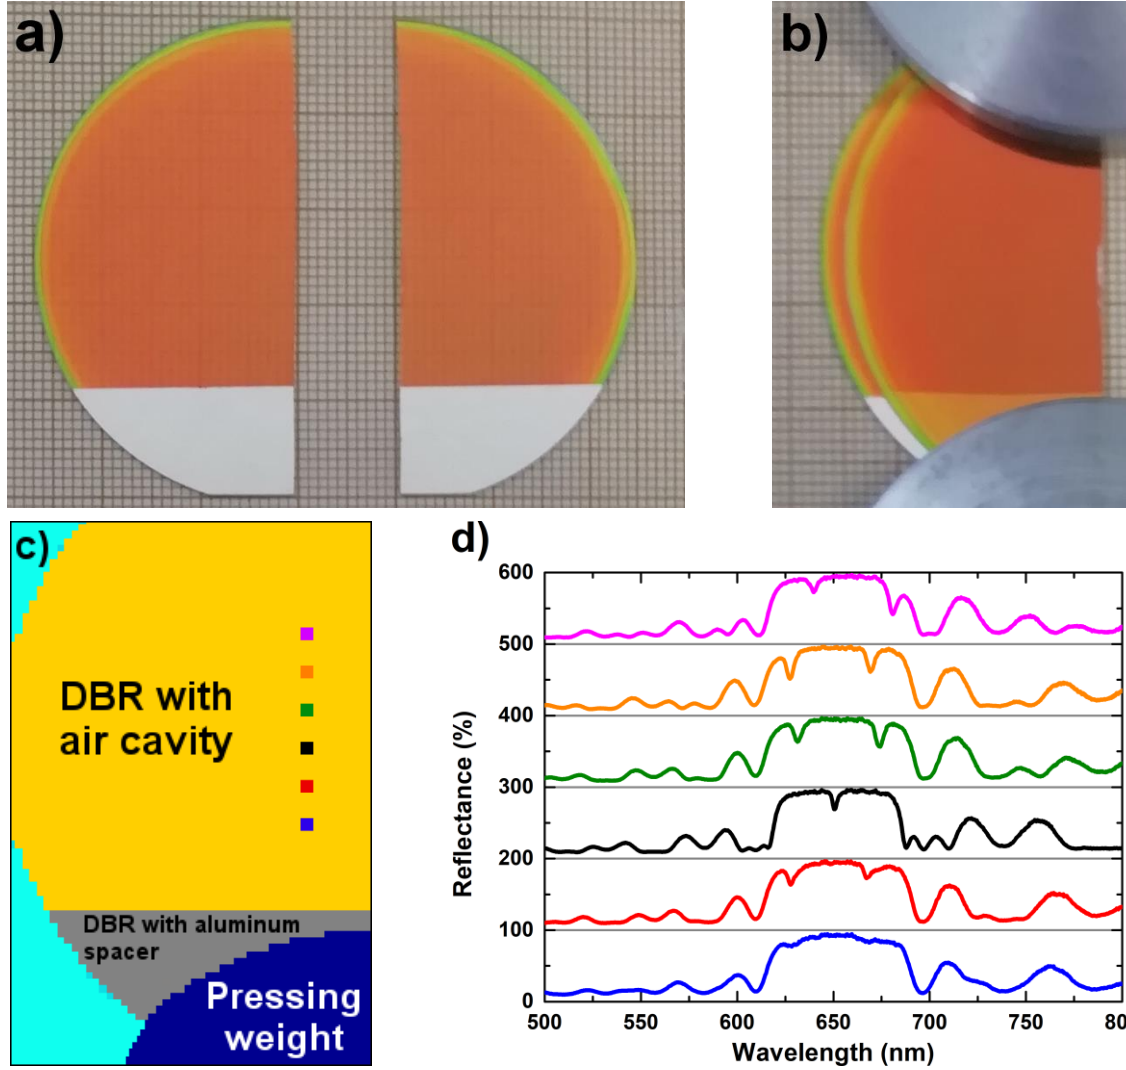 a)
b)
c)
DBR with
air cavity
DBR with aluminum
spacer
Pressing
weight
d)
Reflectance (%)
600
500
400
300
200
100
0
500
550
600
650
700
750
80
Wavelength (nm)